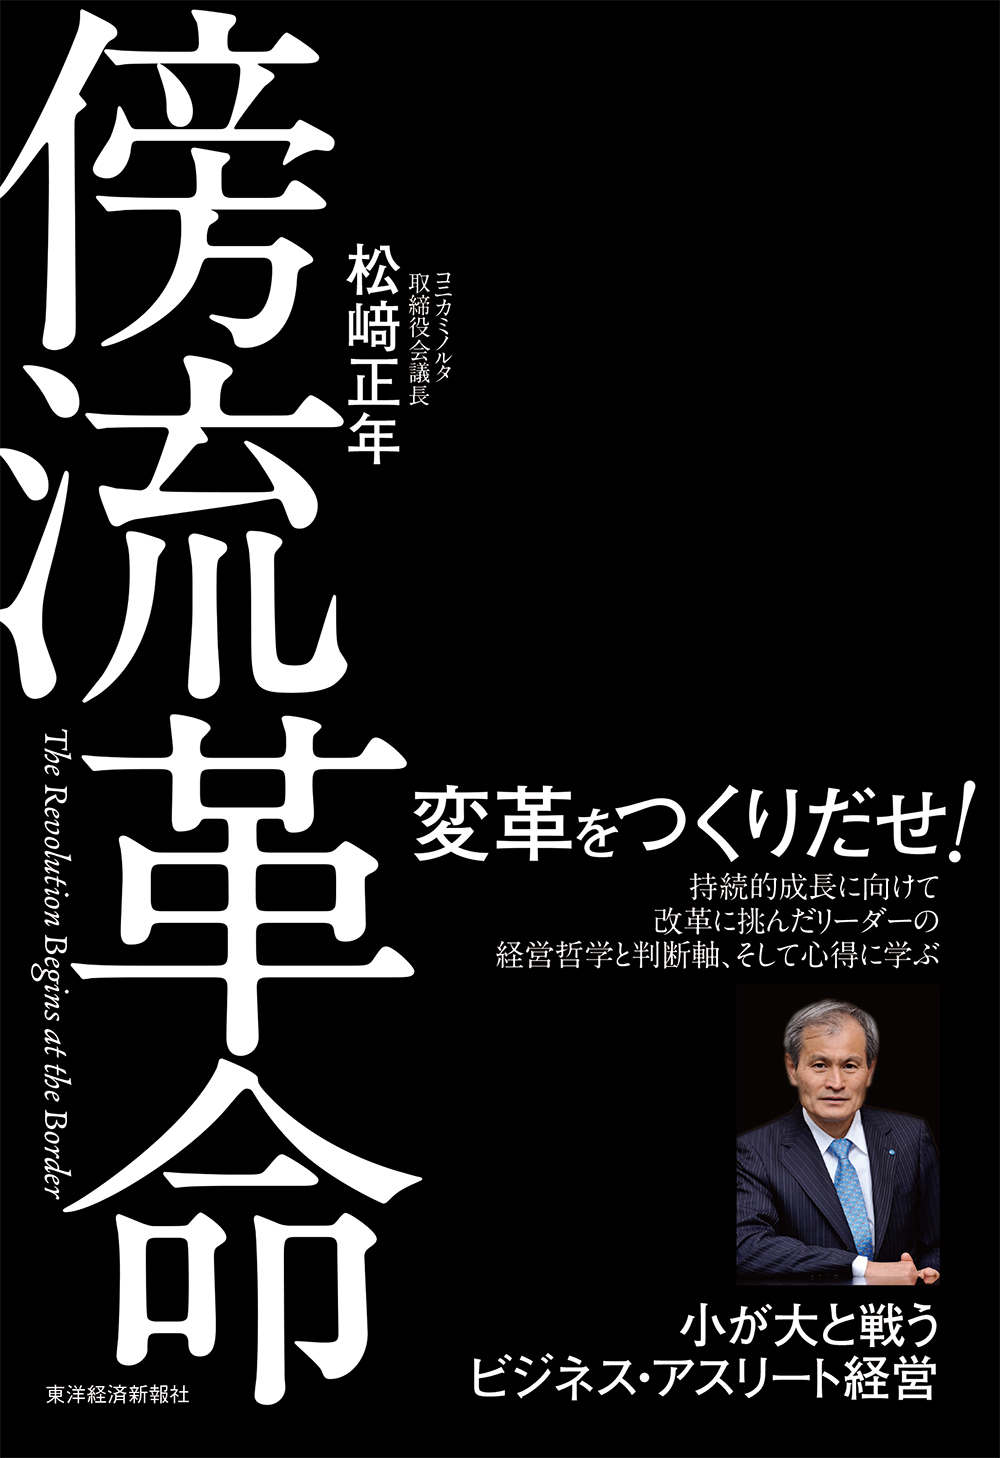 傍流革命
The Revolution Begins at the Border
コニカミノルタ
取締役会議長
松﨑正年
変革をつくりだせ!
持続的成長に向けて
改革に挑んだリーダーの
経営哲学と判断軸、そして心得に学ぶ
小が大と戦う
ビジネス・アスリート経営
東洋経済新報社